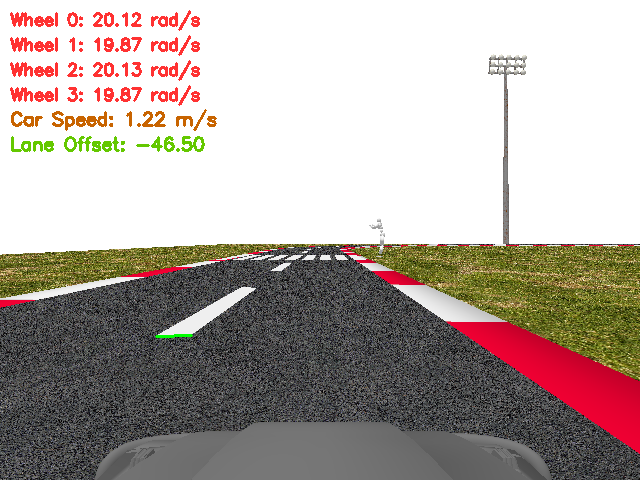 Wheel 0: 20.12 rad/s
Wheel 1: 19.87 rad/s
Wheel 2: 20.13 rad/s
Wheel 3: 19.87 rad/s
Car Speed: 1.22 m/s
Lane Offset: -46.50